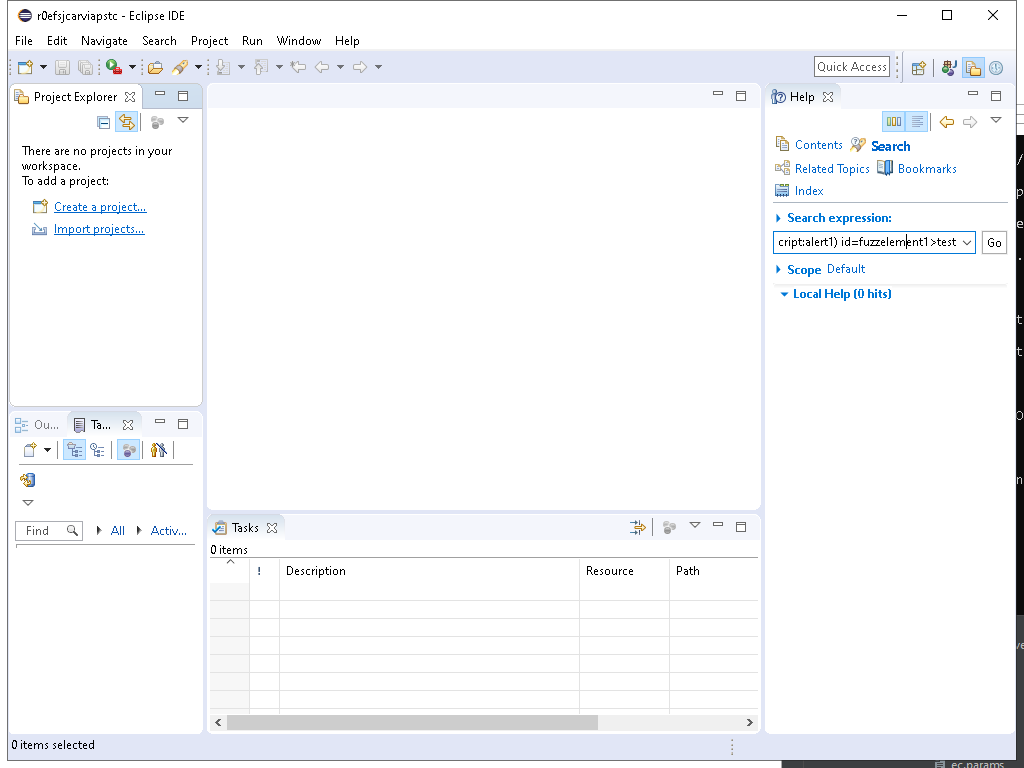 r0efsjcarviapstc - Eclipse IDE
File Edit Navigate Search Project Run Window Help
Quick Access
Project Explorer
There are no projects in your
workspace.
To add a project:
Create a project...
Import projects...
Help
Contents Search
Related Topics Bookmarks
Index
Search expression:
cript:alert1) id=fuzzelement1>test Go
Scope Default
Local Help (0 hits)
Ou... Ta...
Find All Activ...
Tasks
0 items
! Description Resource Path
0 items selected
ec.params